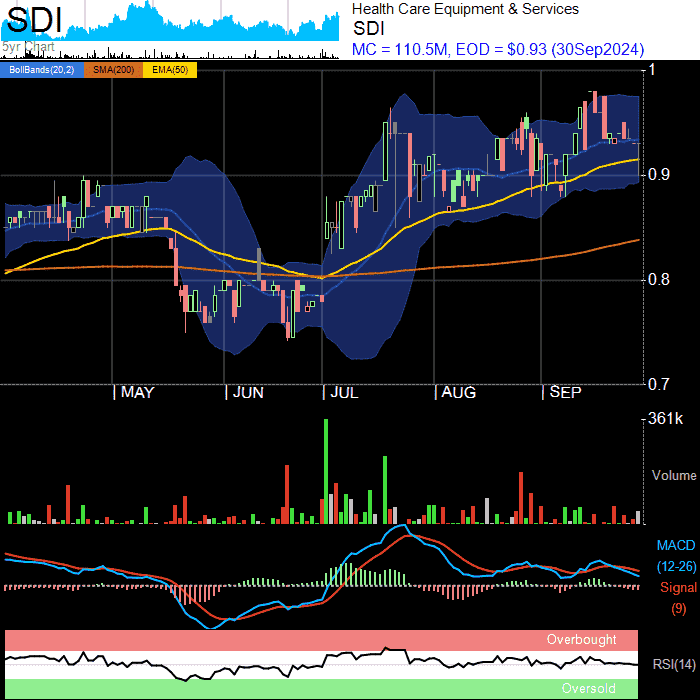 SDI
5yr Chart
Health Care Equipment & Services
SDI
MC = 110.5M, EOD = $0.93 (30Sep2024)
BollBands(20,2) SMA(200) EMA(50)
1
0.9
0.8
0.7
MAY JUN JUL AUG SEP
361k
Volume
MACD
(12-26)
Signal
(9)
Overbought
RSI(14)
Oversold